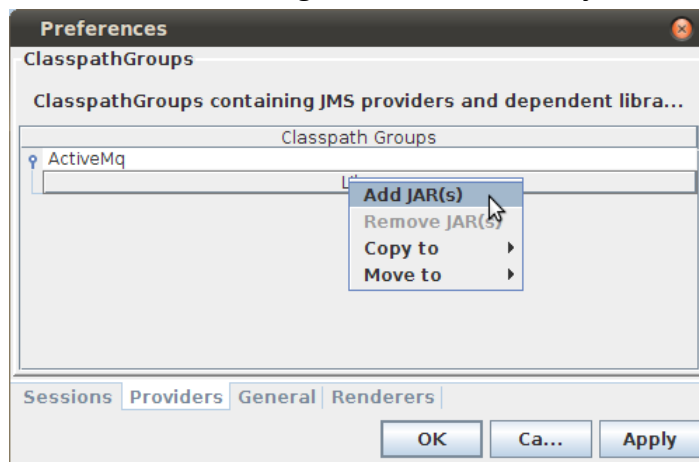 Preferences
ClasspathGroups
ClasspathGroups containing JMS providers and dependent libra...
Classpath Groups
ActiveMq
Add JAR(s)
Remove JAR(s)
Copy to
Move to
Sessions Providers General Renderers
OK Ca... Apply